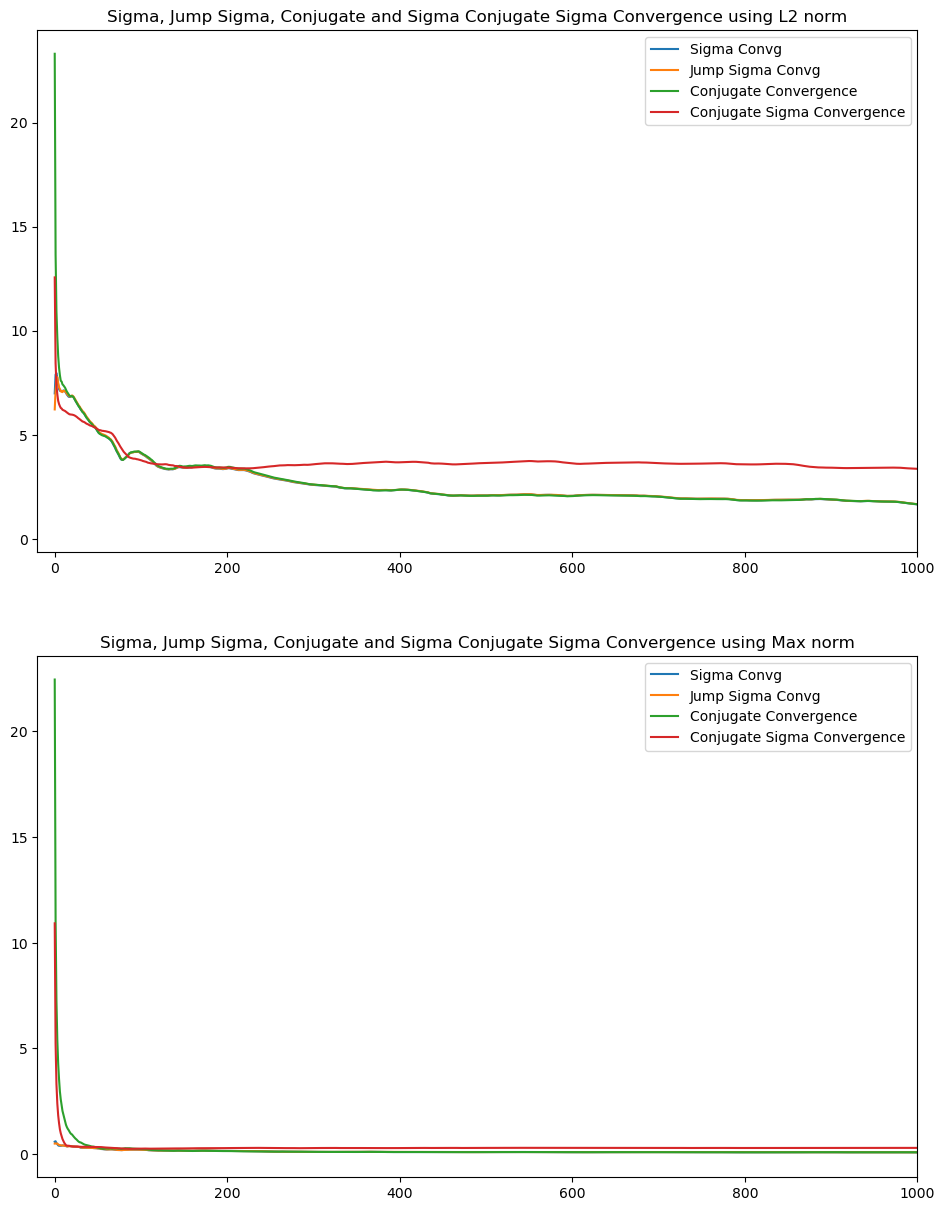 Sigma, Jump Sigma, Conjugate and Sigma Conjugate Sigma Convergence using L2 norm
Sigma Convg
Jump Sigma Convg
Conjugate Convergence
Conjugate Sigma Convergence
20
15
10
5
0
0 200 400 600 800 1000
Sigma, Jump Sigma, Conjugate and Sigma Conjugate Sigma Convergence using Max norm
Sigma Convg
Jump Sigma Convg
Conjugate Convergence
Conjugate Sigma Convergence
20
15
10
5
0
0 200 400 600 800 1000